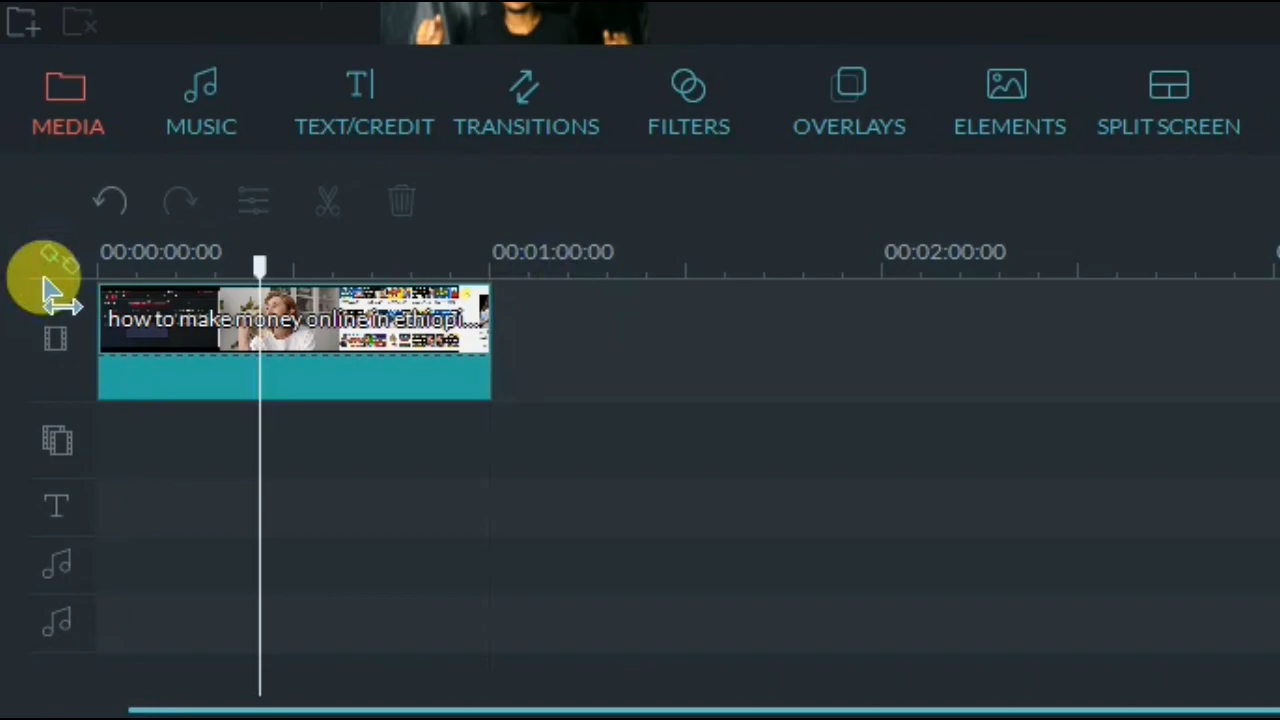 MEDIA MUSIC TEXT/CREDIT TRANSITIONS FILTERS OVERLAYS ELEMENTS SPLIT SCREEN
00:00:00:00 00:01:00:00 00:02:00:00
how to make money online in ethiopi...